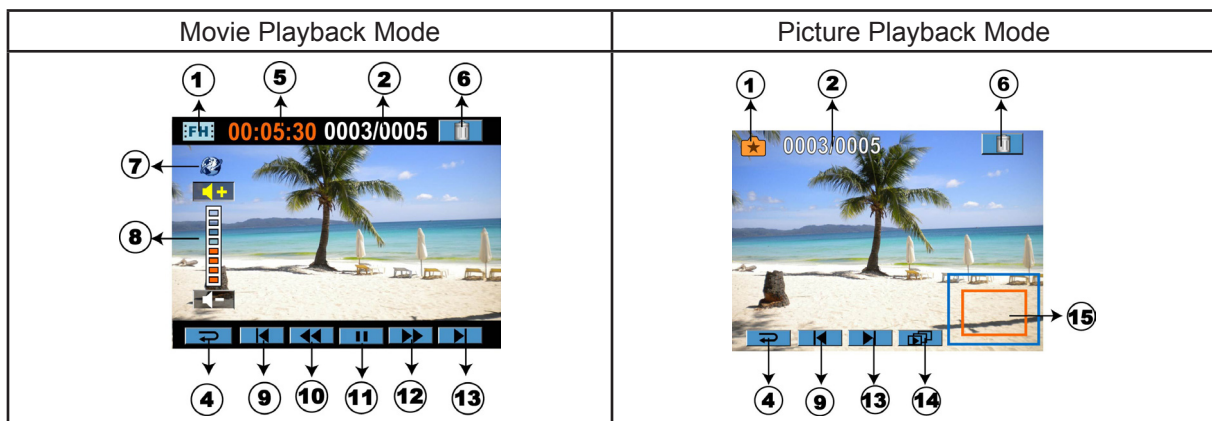 Movie Playback Mode
Picture Playback Mode
1 5 2 6
FH 00:05:30 0003/0005
7
8
4 9 10 11 12 13
1 2 6
0003/0005
15
4 9 13 14